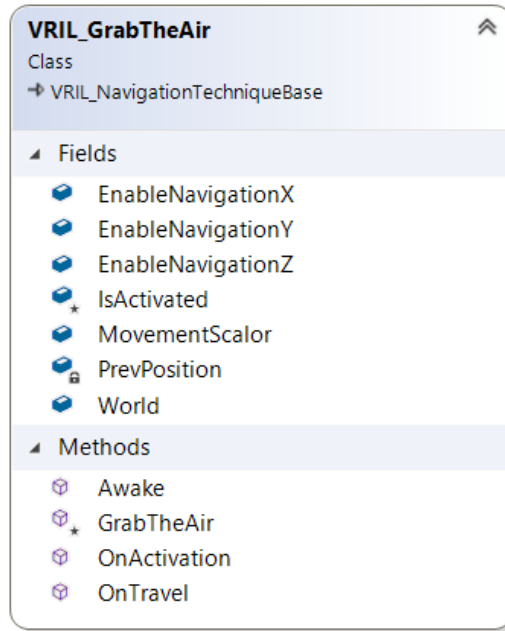 VRIL_GrabTheAir
Class
VRIL_NavigationTechniqueBase
Fields
EnableNavigationX
EnableNavigationY
EnableNavigationZ
IsActivated
MovementScalor
PrevPosition
World
Methods
Awake
GrabTheAir
OnActivation
OnTravel